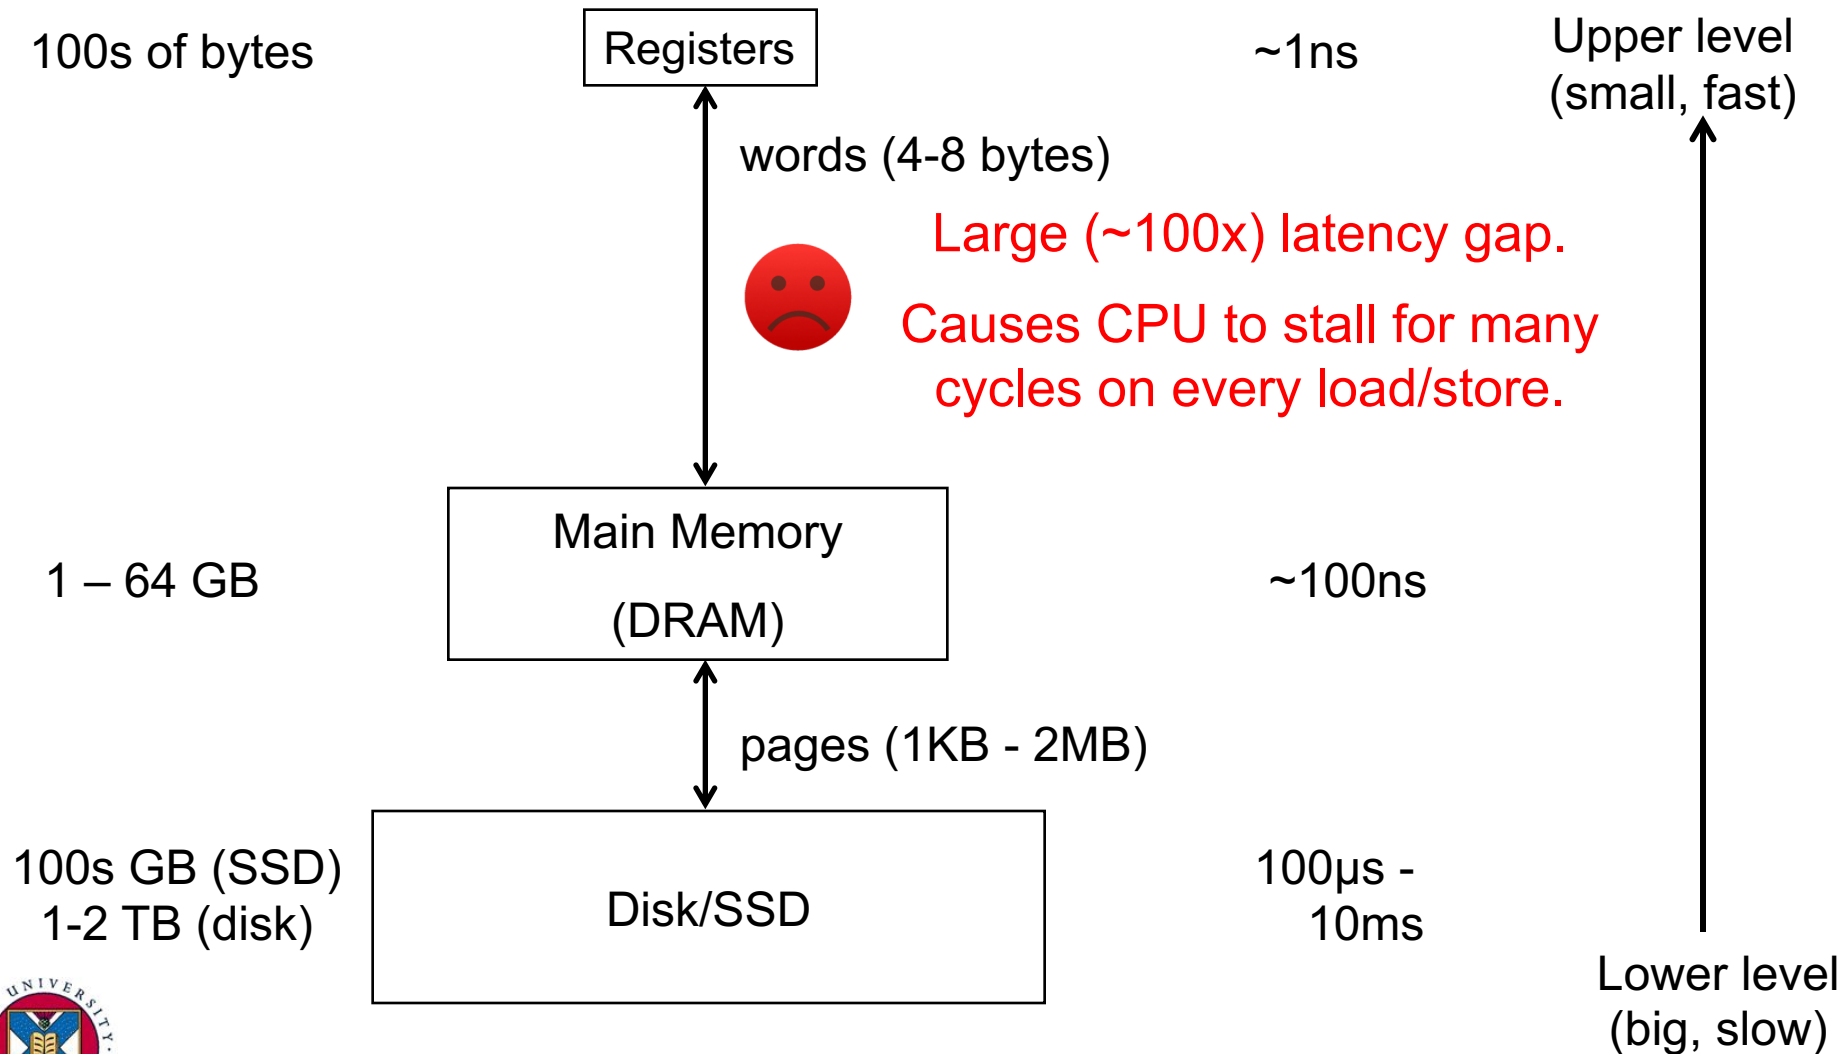 100s of bytes
Registers
~1ns
Upper level
(small, fast)
words (4-8 bytes)
Large (~100x) latency gap.
Causes CPU to stall for many
cycles on every load/store.
1 – 64 GB
Main Memory
(DRAM)
~100ns
pages (1KB - 2MB)
100s GB (SSD)
1-2 TB (disk)
Disk/SSD
100µs -
10ms
Lower level
(big, slow)
UNIVERSITY